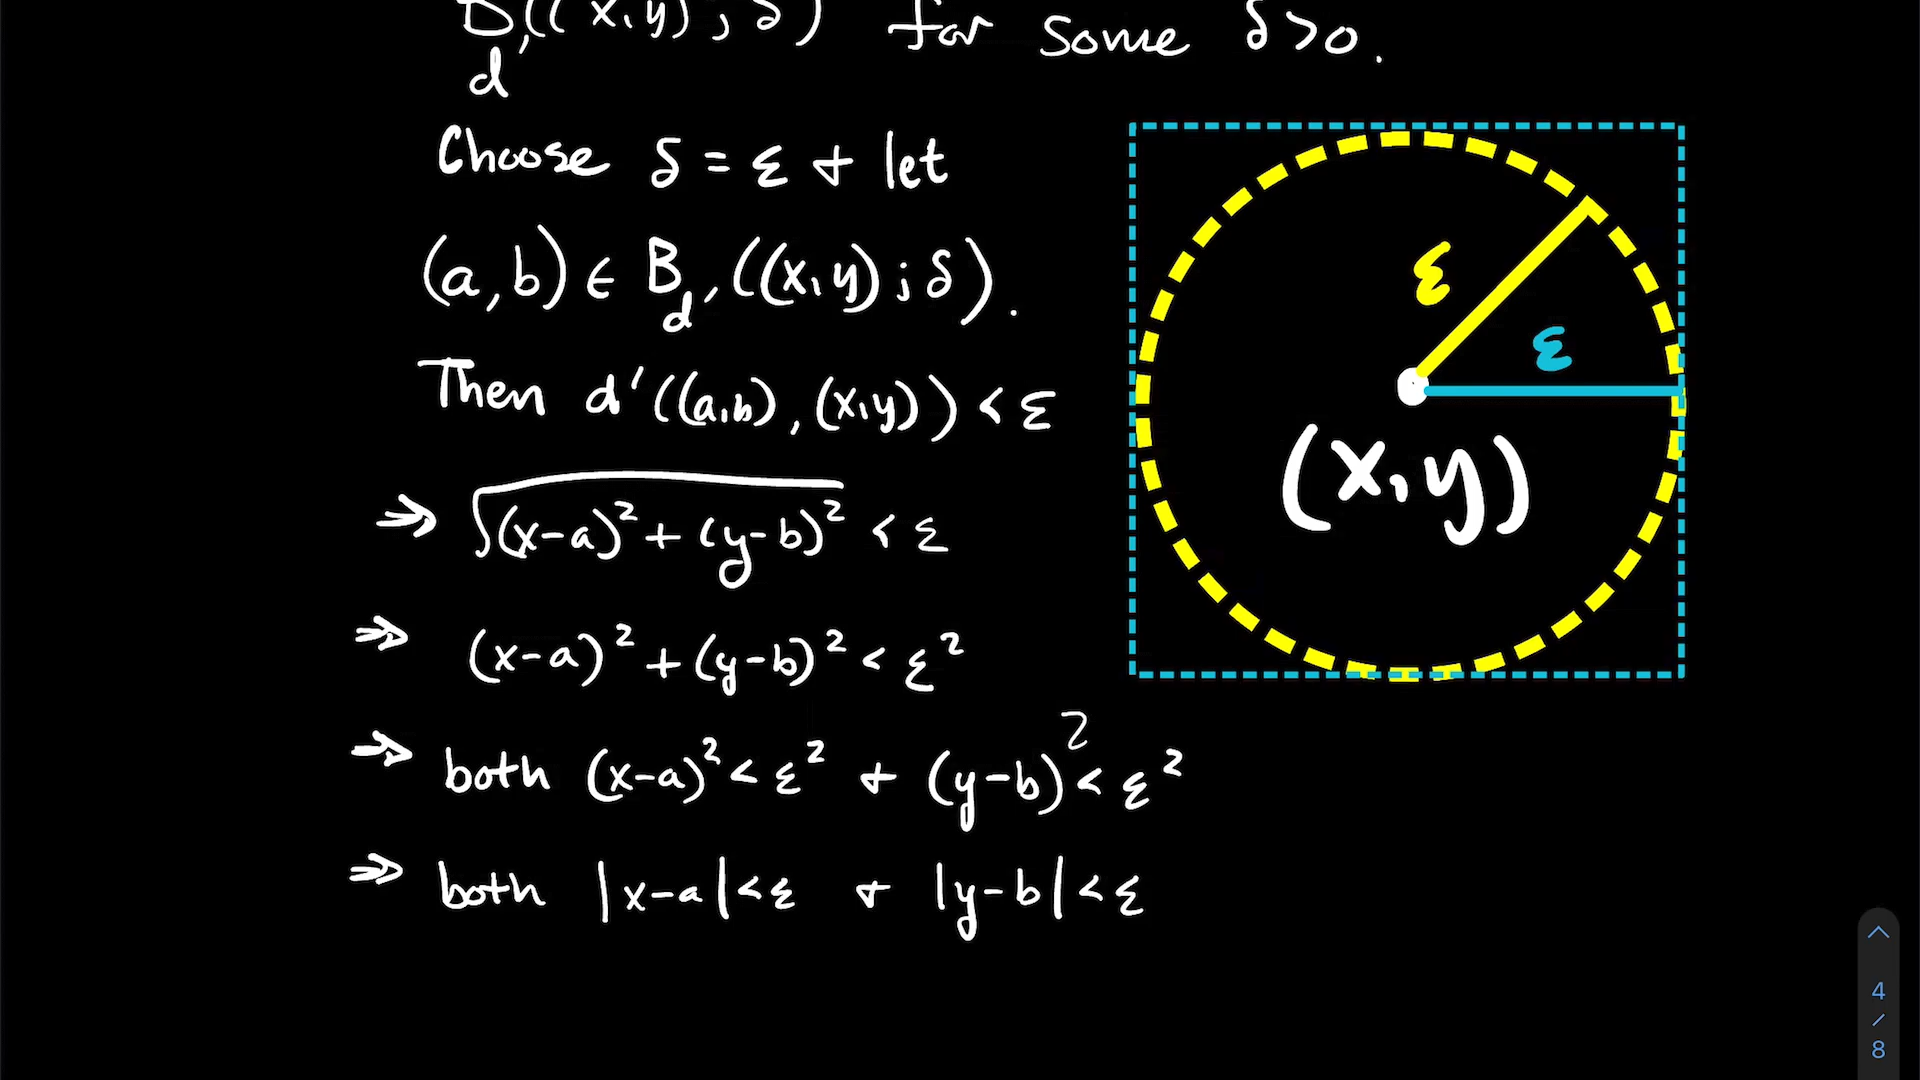 B_d'((x,y);δ) for some δ>0.
Choose δ = ε + let
(a,b) ∈ B_d'((x,y);δ).
Then d'((a,b),(x,y)) < ε
⇒ √((x-a)² + (y-b)²) < ε
⇒ (x-a)² + (y-b)² < ε²
⇒ both (x-a)² < ε² + (y-b)² < ε²
⇒ both |x-a| < ε + |y-b| < ε
ε
ε
(x,y)
4
/
8